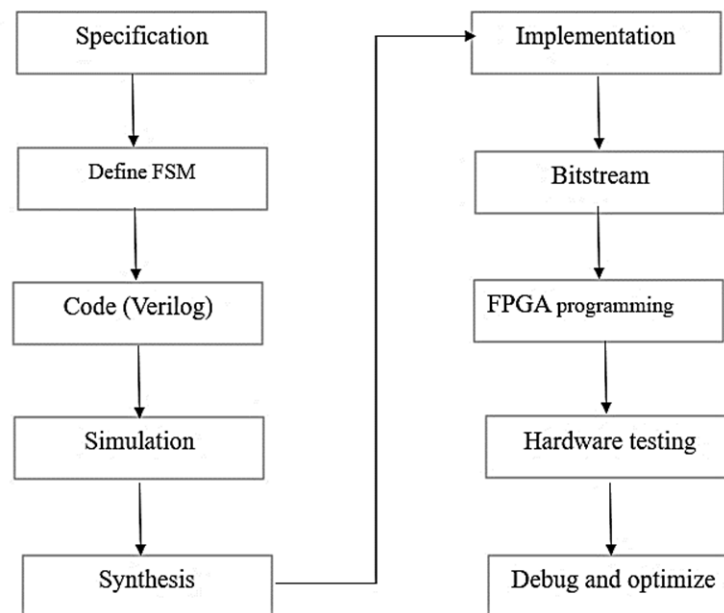 Specification
Define FSM
Code (Verilog)
Simulation
Synthesis
Implementation
Bitstream
FPGA programming
Hardware testing
Debug and optimize